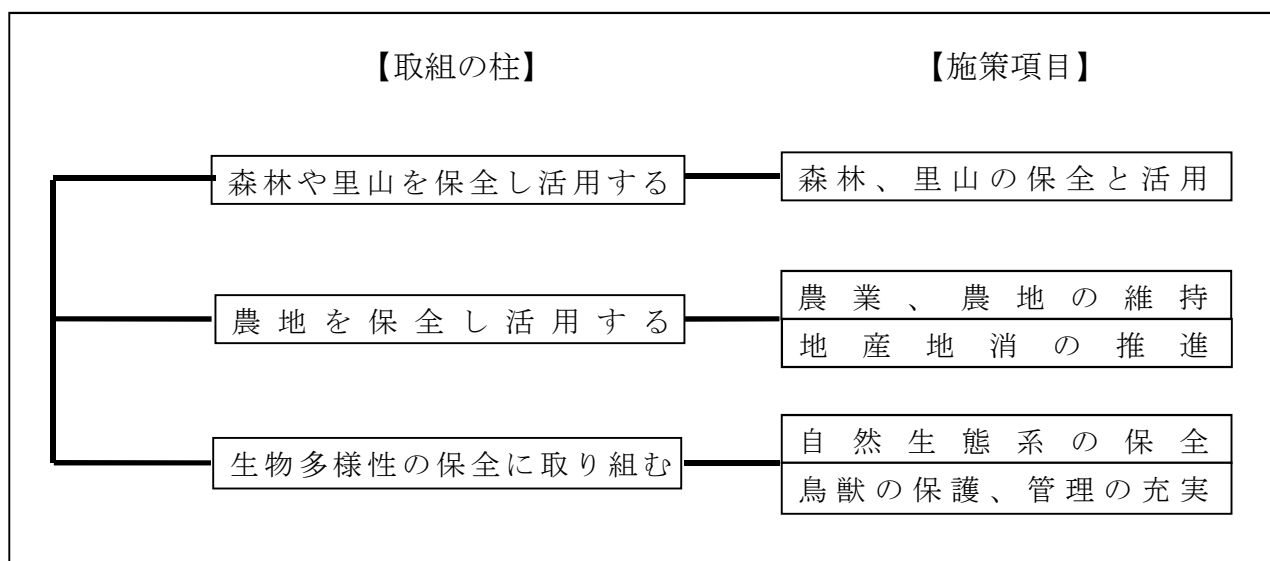 【取組の柱】 【施策項目】
森林や里山を保全し活用する 森林、里山の保全と活用
農地を保全し活用する 農業、農地の維持
地産地消の推進
生物多様性の保全に取り組む 自然生態系の保全
鳥獣の保護、管理の充実